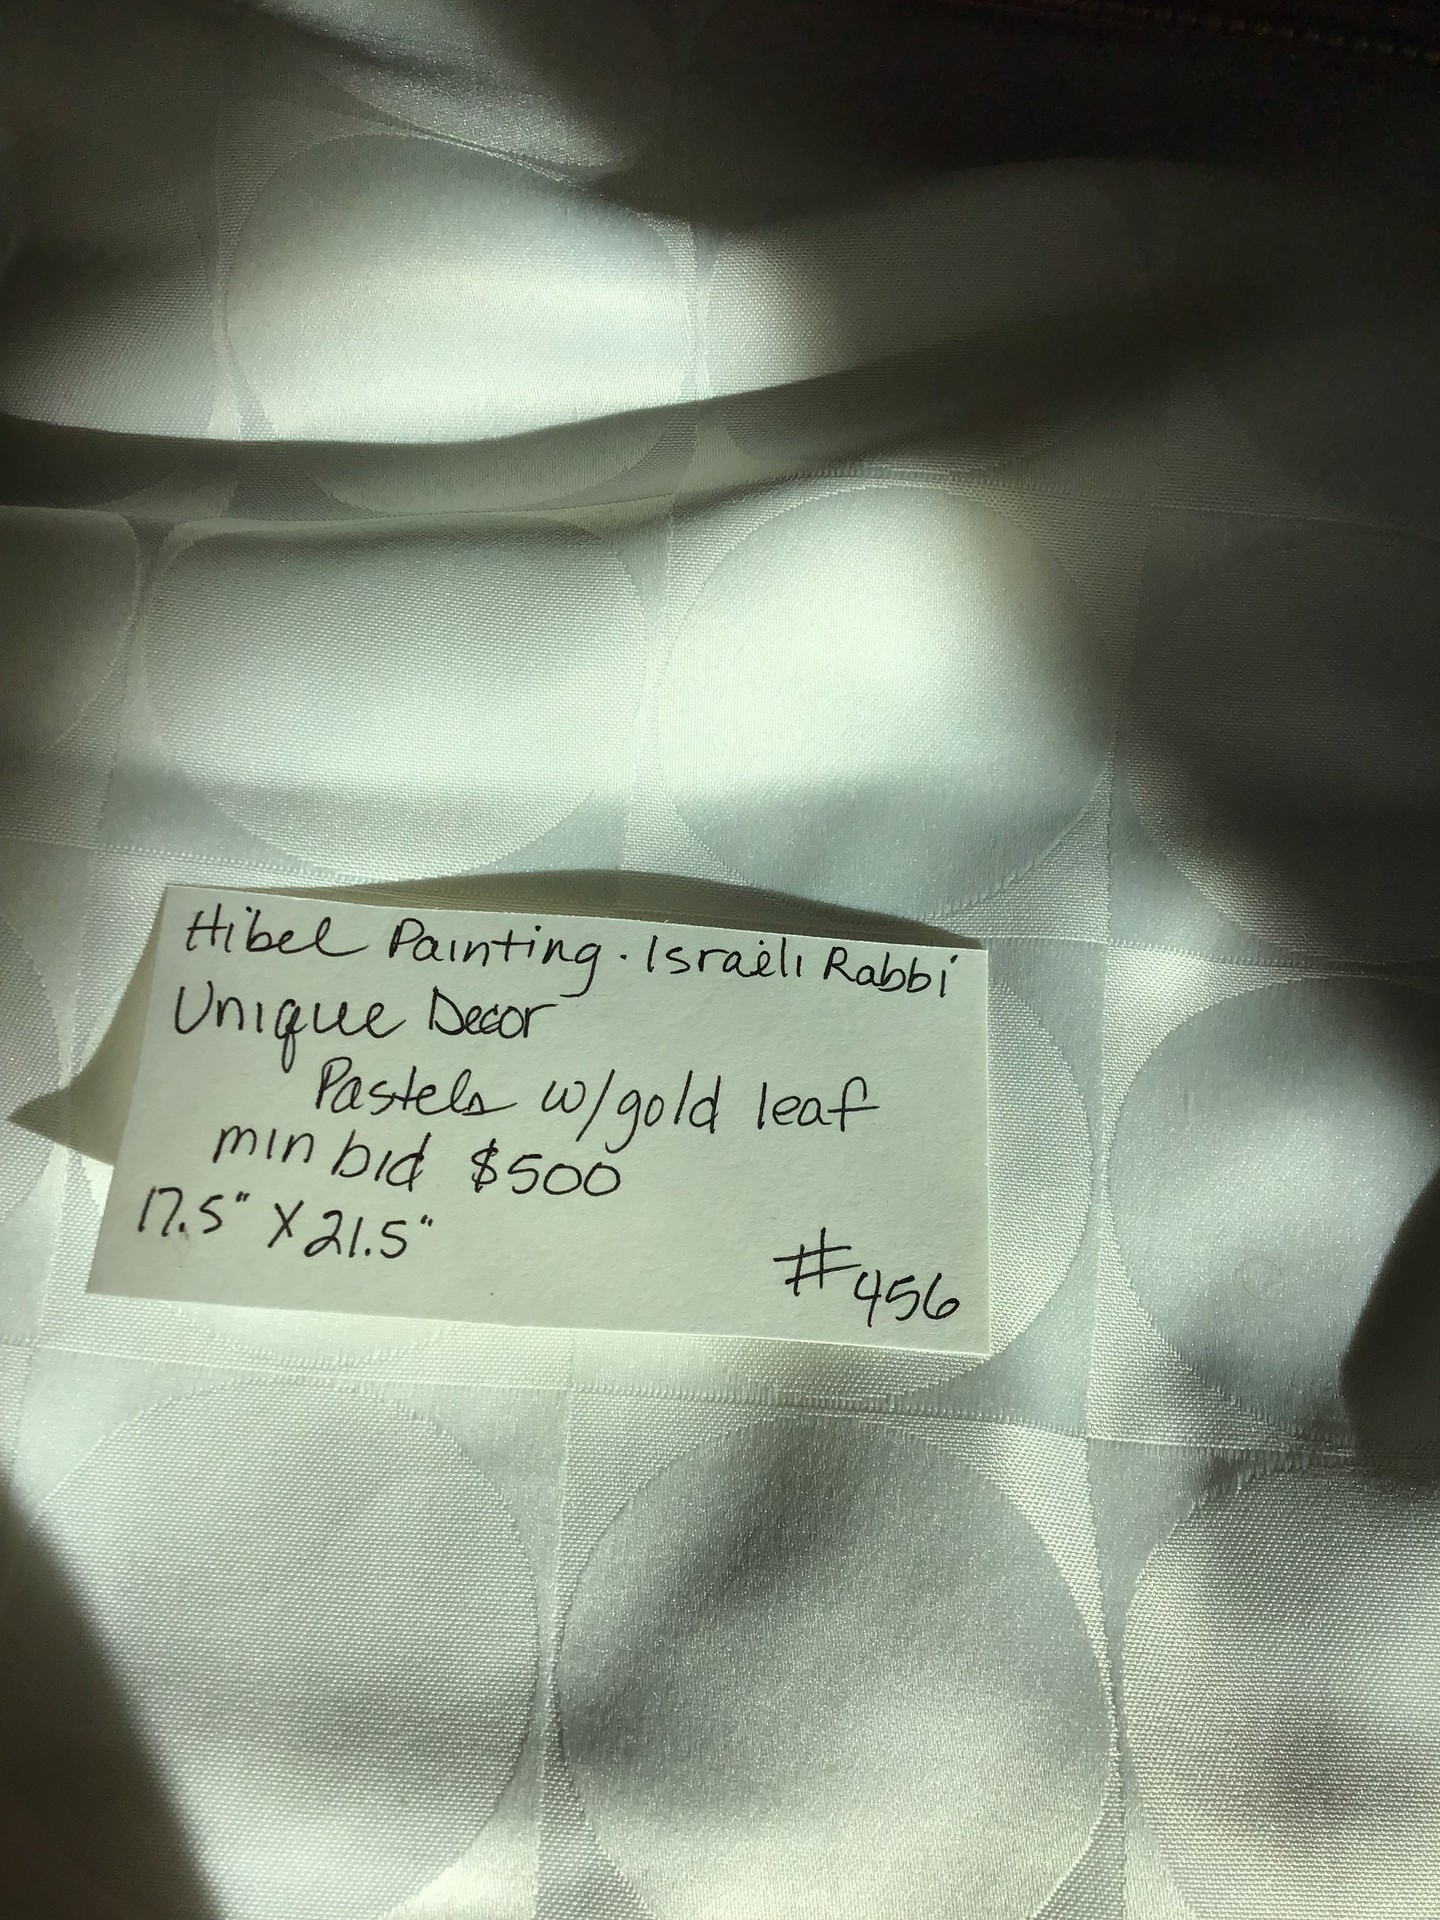 Hibel Painting. Israeli Rabbi
Unique Decor
Pastels w/gold leaf
min bid $500
17.5" X 21.5"
#456